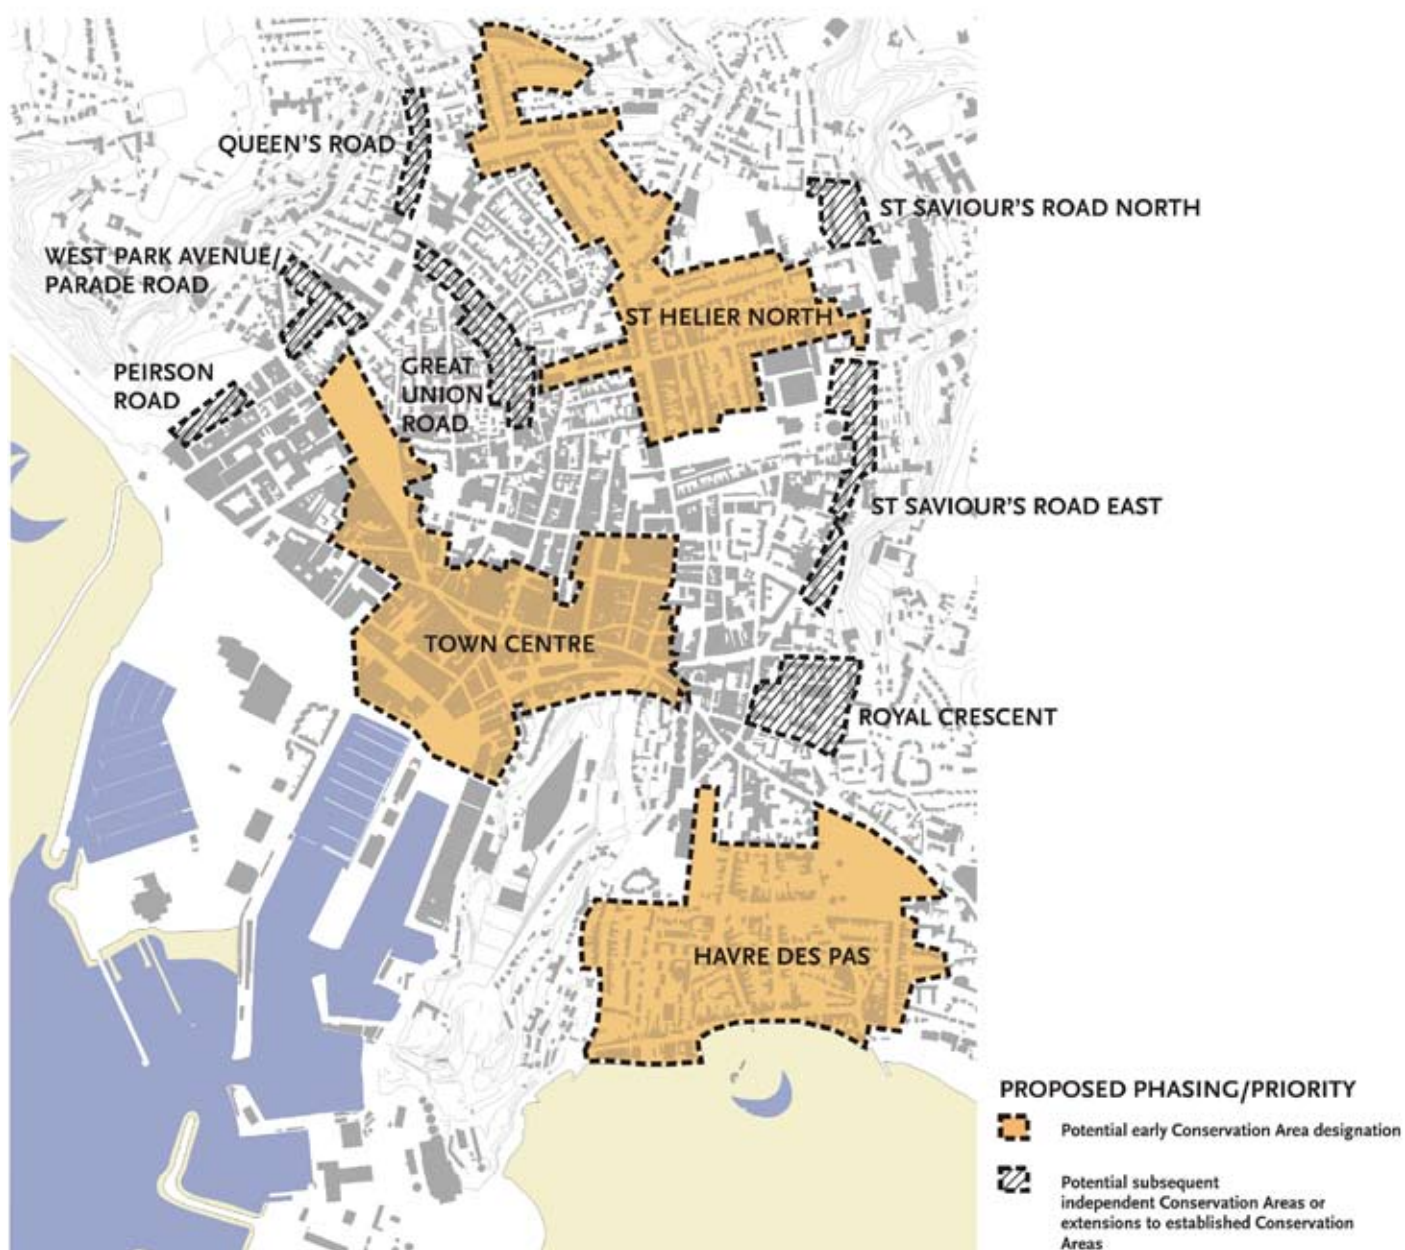 QUEEN'S ROAD
ST SAVIOUR'S ROAD NORTH
WEST PARK AVENUE/
PARADE ROAD
ST HELIER NORTH
PEIRSON
ROAD
GREAT
UNION
ROAD
ST SAVIOUR'S ROAD EAST
TOWN CENTRE
ROYAL CRESCENT
HAVRE DES PAS
PROPOSED PHASING/PRIORITY
Potential early Conservation Area designation
Potential subsequent
independent Conservation Areas or
extensions to established Conservation
Areas